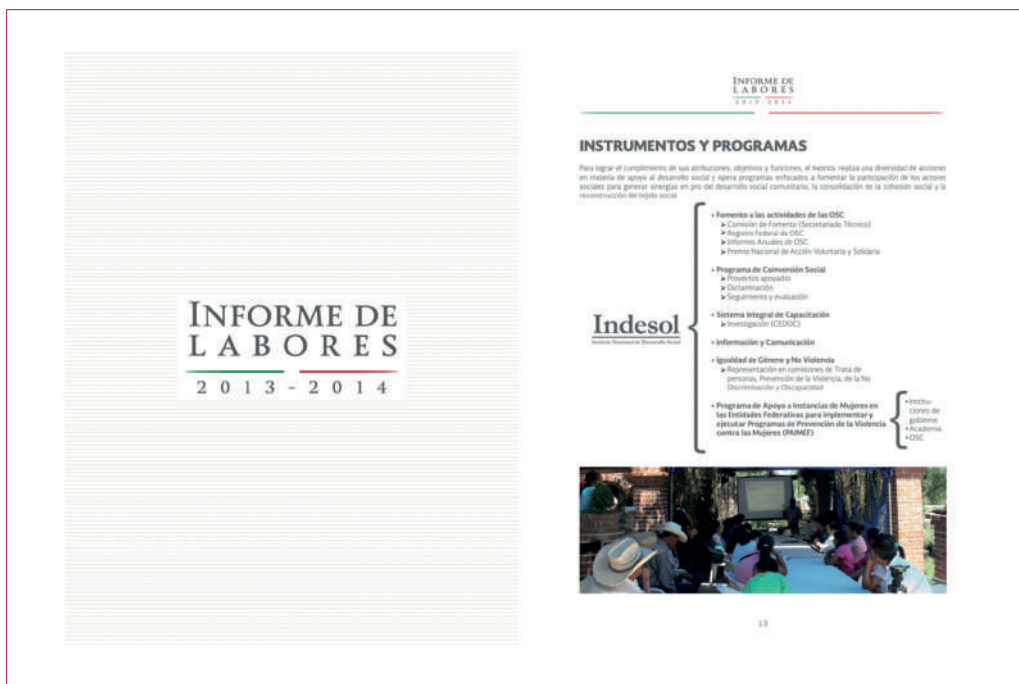 INFORME DE
LABORES
2013 - 2014
INFORME DE
LABORES
2013 - 2014
INSTRUMENTOS Y PROGRAMAS
Para lograr el cumplimiento de sus atribuciones, objetivos y funciones, el Indesol realiza una diversidad de acciones
en materia de apoyo al desarrollo social y opera programas enfocados a fomentar la participación de los actores
sociales para generar sinergias en pro del desarrollo social comunitario, la consolidación de la cohesión social y la
reconstrucción del tejido social.
Indesol
Instituto Nacional de Desarrollo Social
• Fomento a las actividades de las OSC
➤ Comisión de Fomento (Secretariado Técnico)
➤ Registro Federal de OSC
➤ Informes Anuales de OSC
➤ Premio Nacional de Acción Voluntaria y Solidaria
• Programa de Coinversión Social
➤ Proyectos apoyados
➤ Dictaminación
➤ Seguimiento y evaluación
• Sistema Integral de Capacitación
➤ Investigación (CEDOC)
• Información y Comunicación
• Igualdad de Género y No Violencia
➤ Representación en comisiones de Trata de
personas, Prevención de la Violencia, de la No
Discriminación y Discapacidad
• Programa de Apoyo a Instancias de Mujeres en
las Entidades Federativas para implementar y
ejecutar Programas de Prevención de la Violencia
contra las Mujeres (PAIMEF)
• Institu-
ciones de
gobierno
• Academia
• OSC
13